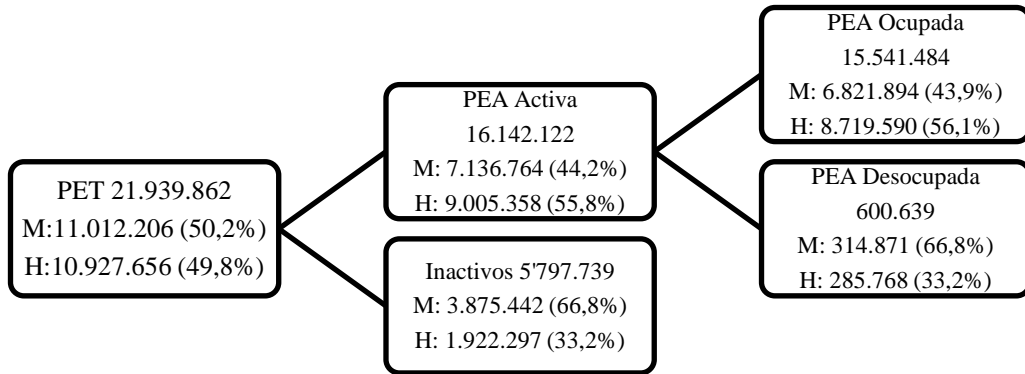 PET 21.939.862
M:11.012.206 (50,2%)
H:10.927.656 (49,8%)
PEA Activa
16.142.122
M: 7.136.764 (44,2%)
H: 9.005.358 (55,8%)
Inactivos 5'797.739
M: 3.875.442 (66,8%)
H: 1.922.297 (33,2%)
PEA Ocupada
15.541.484
M: 6.821.894 (43,9%)
H: 8.719.590 (56,1%)
PEA Desocupada
600.639
M: 314.871 (66,8%)
H: 285.768 (33,2%)